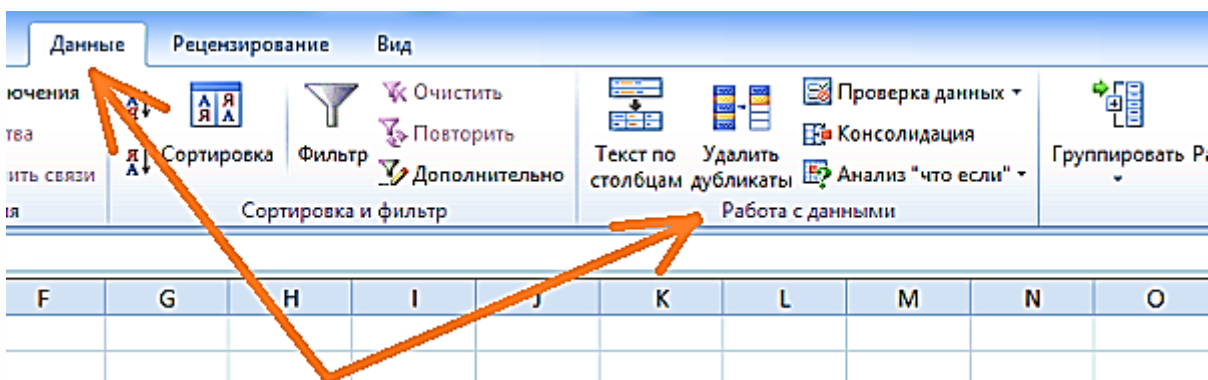 Данные Рецензирование Вид
ючения
тва
ить связи
ия
Сортировка
Фильтр
Очистить
Повторить
Дополнительно
Сортировка и фильтр
Текст по
столбцам
Удалить
дубликаты
Проверка данных
Консолидация
Анализ "что если"
Работа с данными
Группировать
F G H I J K L M N O